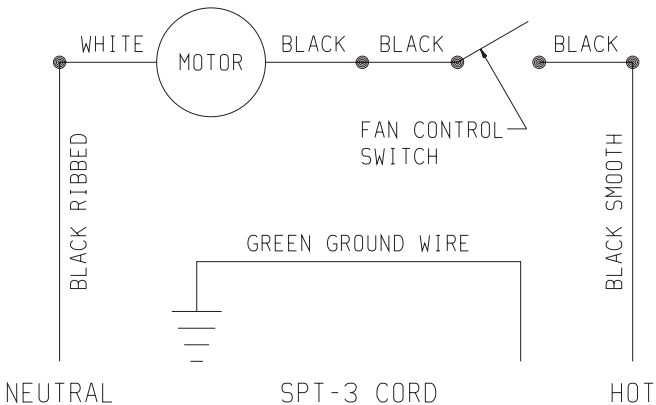 WHITE
MOTOR
BLACK
BLACK
BLACK
FAN CONTROL
SWITCH
BLACK RIBBED
BLACK SMOOTH
GREEN GROUND WIRE
NEUTRAL
SPT-3 CORD
HOT